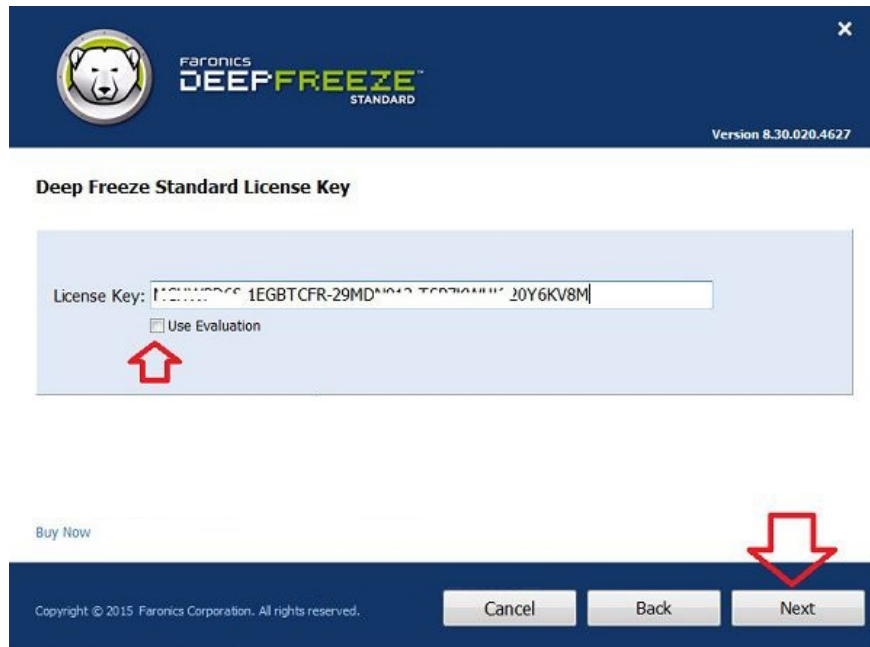 Faronics
DEEPFREEZE™
STANDARD
Version 8.30.020.4627
Deep Freeze Standard License Key
License Key: 1EGBTCFR-29MD 20Y6KV8M
Use Evaluation
Buy Now
Copyright © 2015 Faronics Corporation. All rights reserved.
Cancel
Back
Next